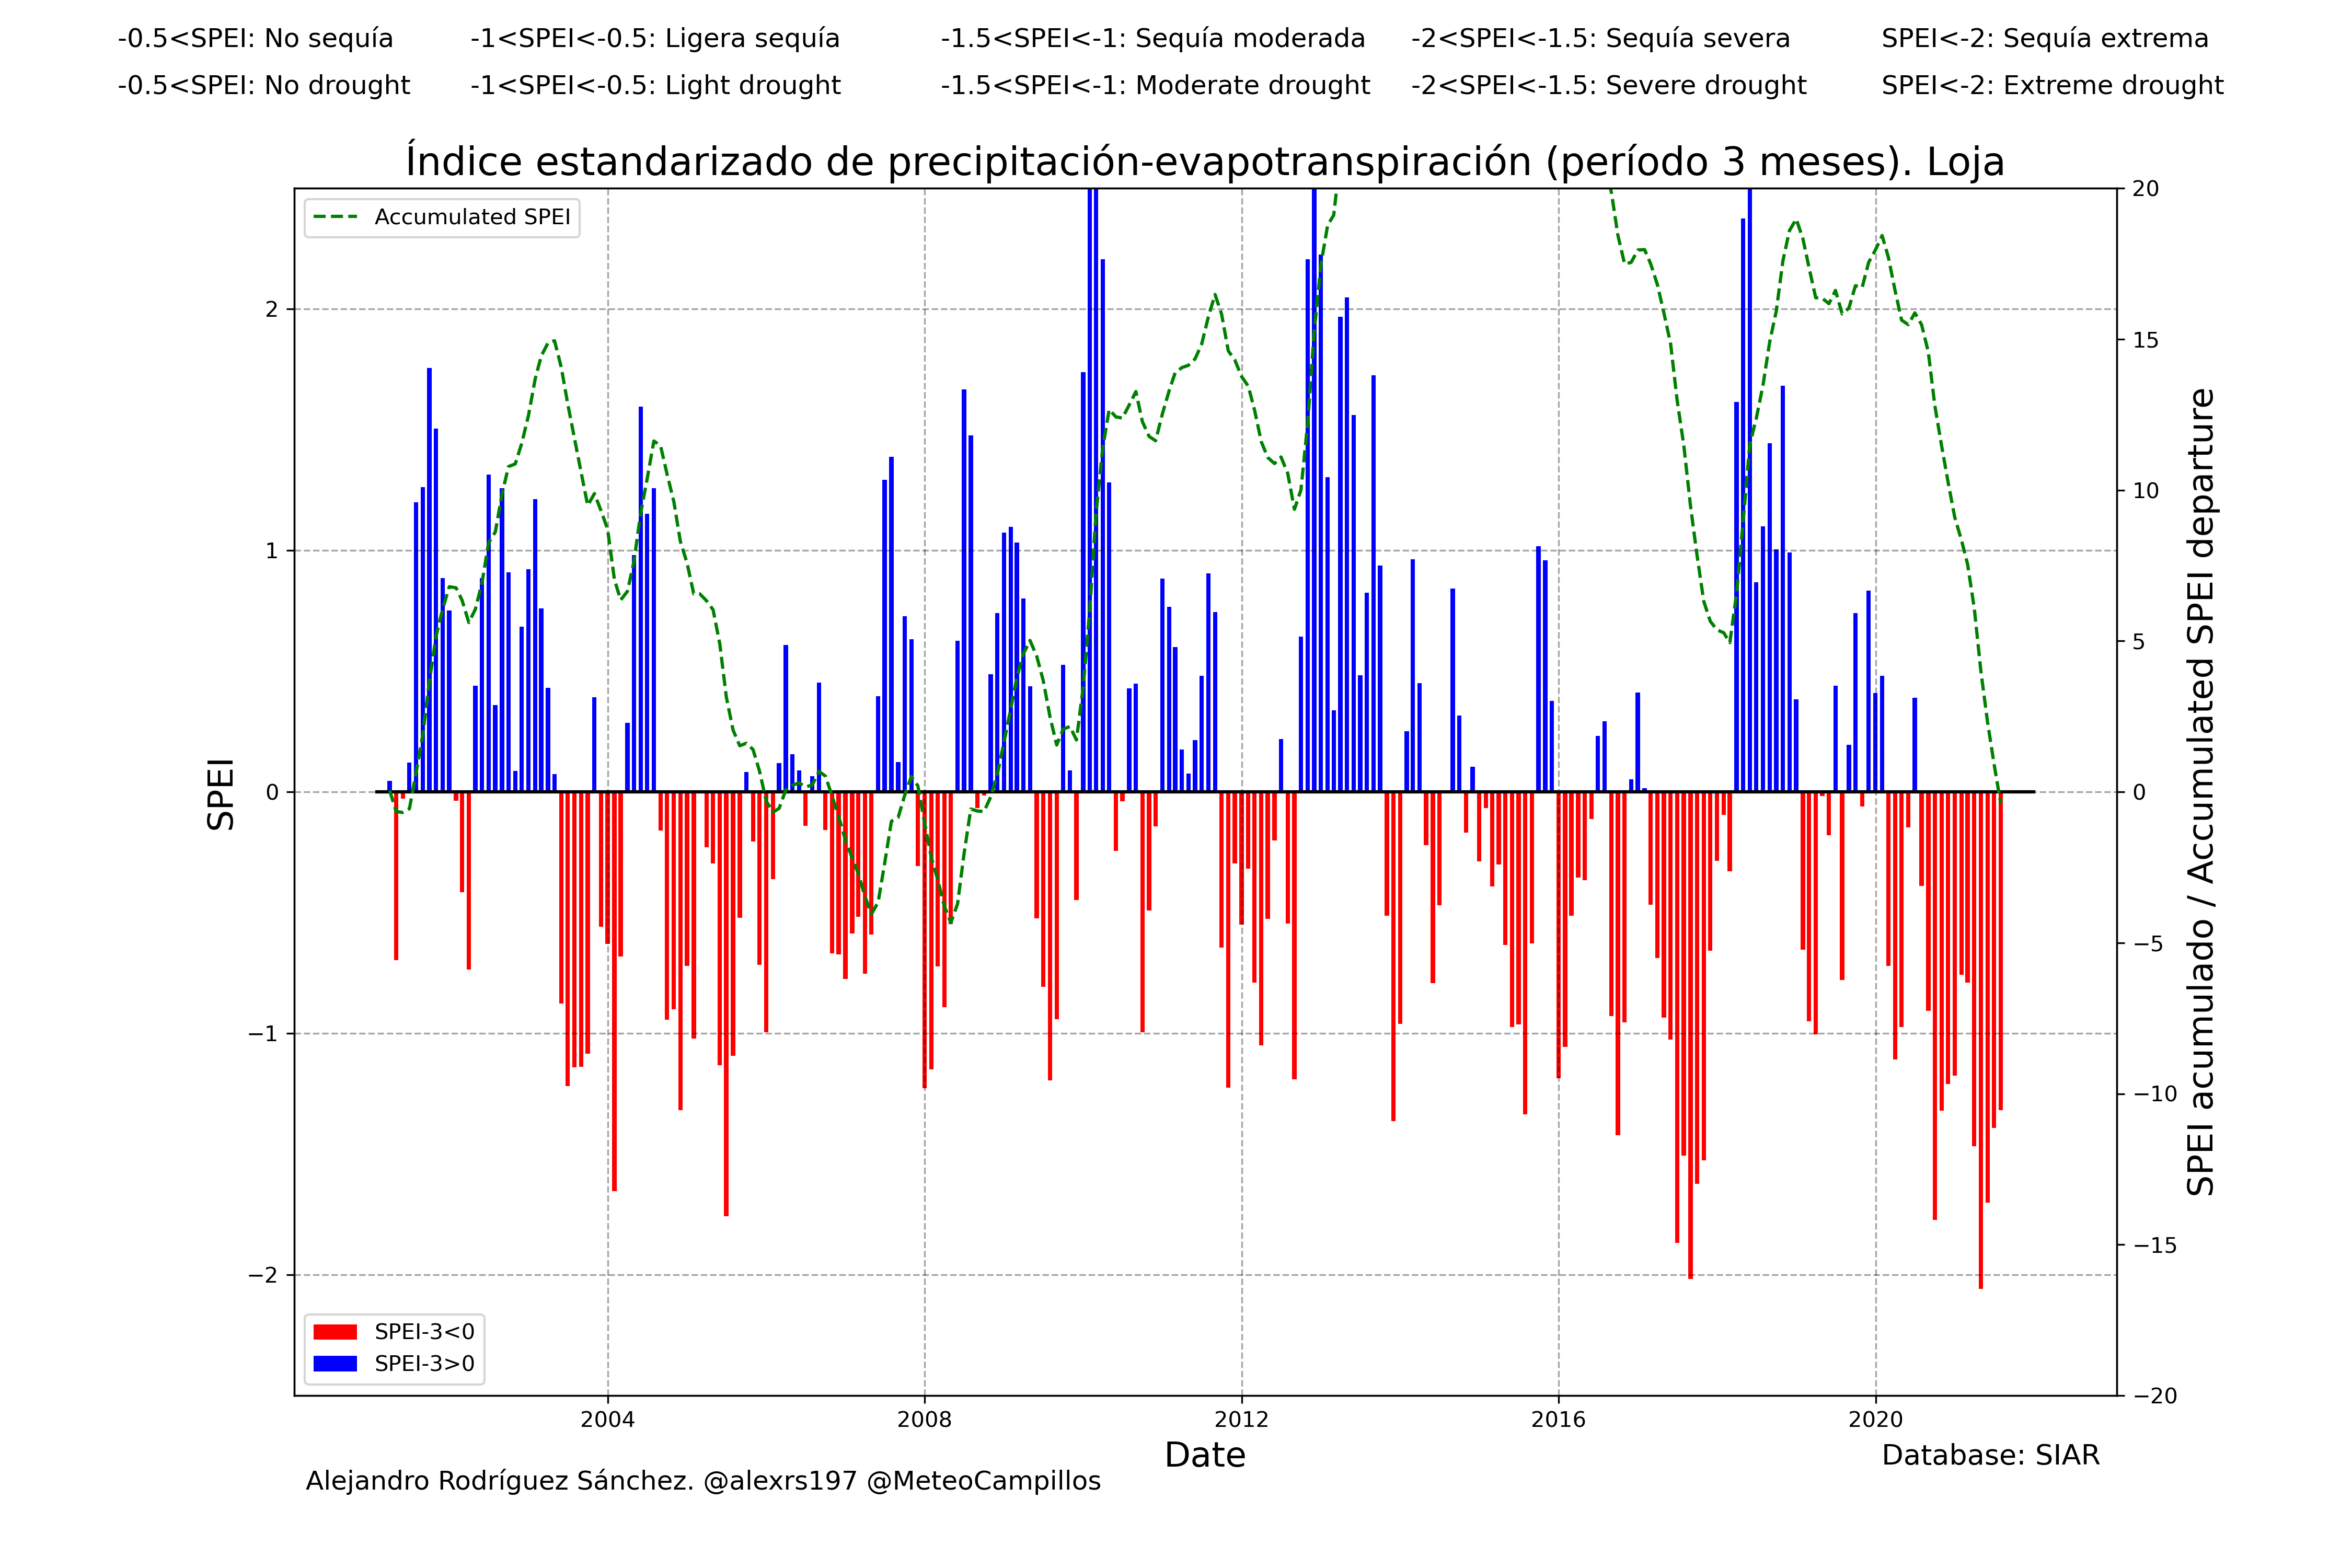 -0.5<SPEI: No sequía
-1<SPEI<-0.5: Ligera sequía
-1.5<SPEI<-1: Sequía moderada
-2<SPEI<-1.5: Sequía severa
SPEI<-2: Sequía extrema
-0.5<SPEI: No drought
-1<SPEI<-0.5: Light drought
-1.5<SPEI<-1: Moderate drought
-2<SPEI<-1.5: Severe drought
SPEI<-2: Extreme drought
Índice estandarizado de precipitación-evapotranspiración (período 3 meses). Loja
Accumulated SPEI
SPEI
2
1
0
−1
−2
20
15
10
5
0
−5
−10
−15
−20
SPEI acumulado / Accumulated SPEI departure
SPEI-3<0
SPEI-3>0
2004
2008
2012
2016
2020
Date
Database: SIAR
Alejandro Rodríguez Sánchez. @alexrs197 @MeteoCampillos